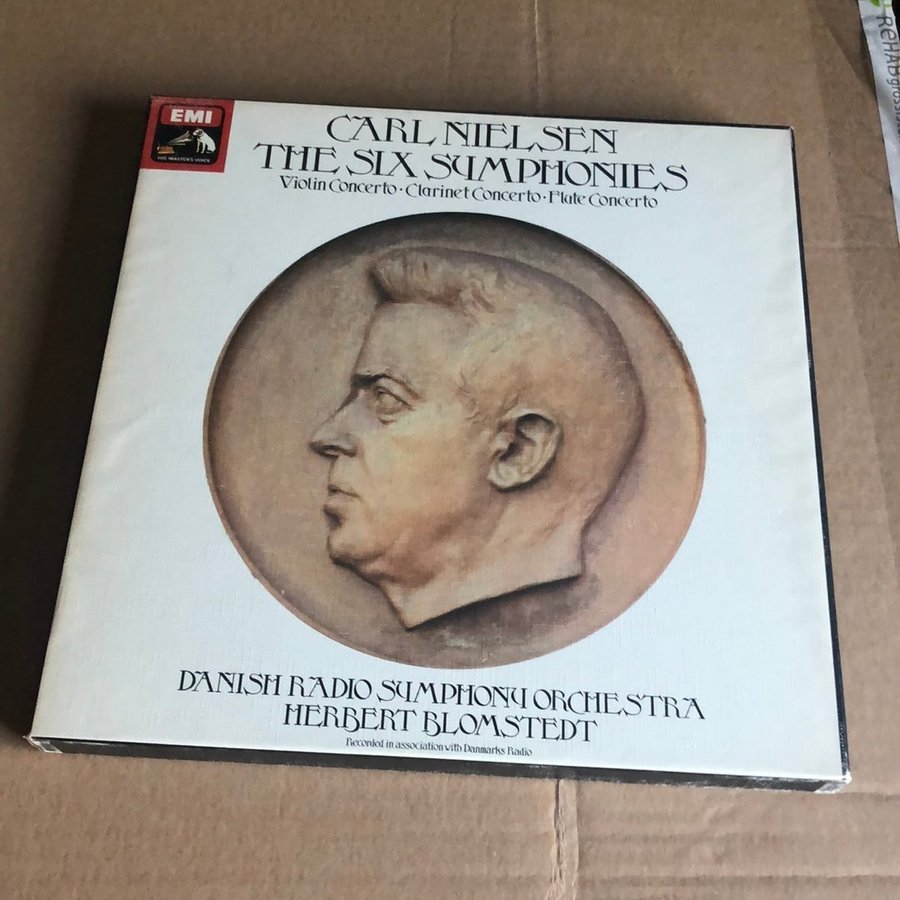 EMI
HIS MASTER'S VOICE
CARL NIELSEN
THE SIX SYMPHONIES
Violin Concerto · Clarinet Concerto · Flute Concerto
DANISH RADIO SYMPHONY ORCHESTRA
HERBERT BLOMSTEDT
Recorded in association with Danmarks Radio